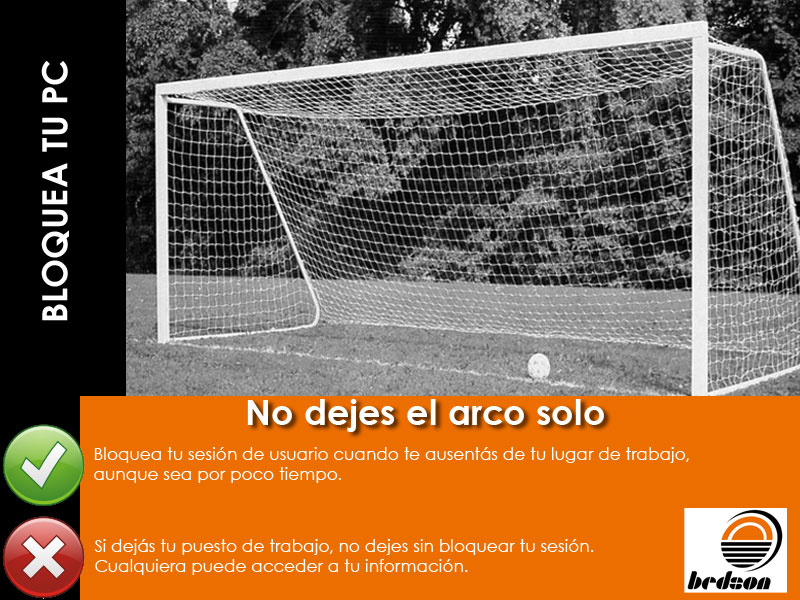 BLOQUEA TU PC
No dejes el arco solo
Bloquea tu sesión de usuario cuando te ausentás de tu lugar de trabajo,
aunque sea por poco tiempo.
Si dejás tu puesto de trabajo, no dejes sin bloquear tu sesión.
Cualquiera puede acceder a tu información.
bedson